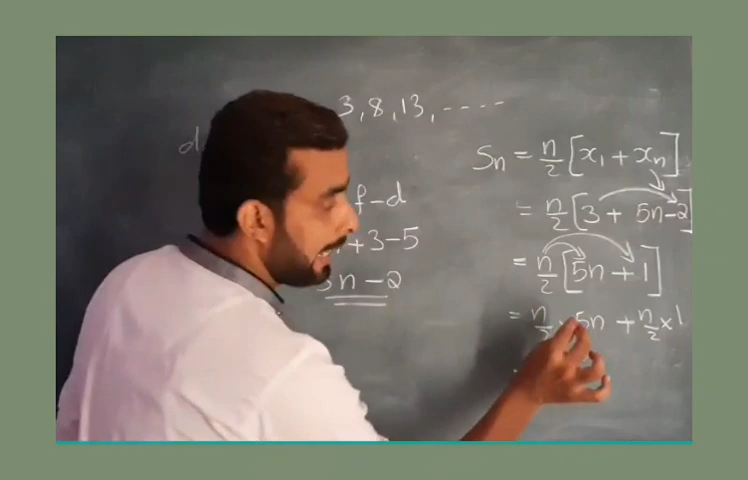 3, 8, 13, ----
d
Sn = n/2 [x₁ + xn]
f - d
= n/2 [3 + 5n - 2]
+ 3 - 5
= n/2 [5n + 1]
n - 2
= n/2 × 5n + n/2 × 1